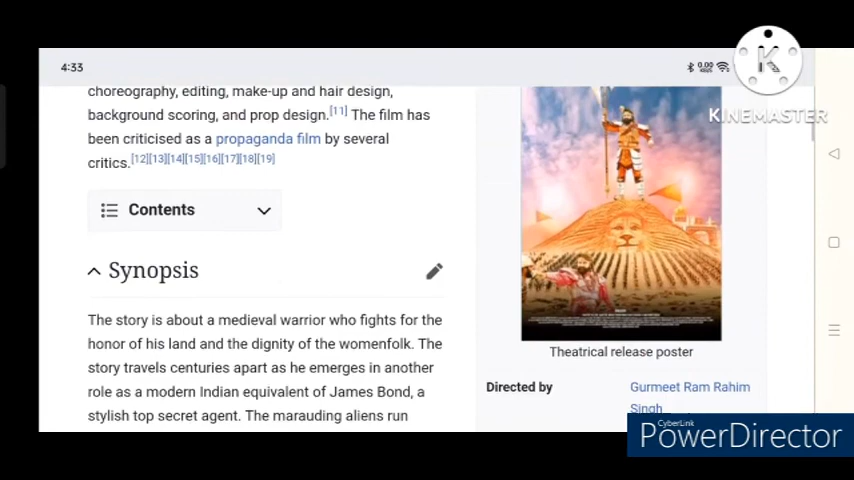 4:33
KINEMASTER
choreography, editing, make-up and hair design,
background scoring, and prop design.[11] The film has
been criticised as a propaganda film by several
critics.[12][13][14][15][16][17][18][19]
Contents
Synopsis
The story is about a medieval warrior who fights for the
honor of his land and the dignity of the womenfolk. The
story travels centuries apart as he emerges in another
role as a modern Indian equivalent of James Bond, a
stylish top secret agent. The marauding aliens run
Theatrical release poster
Directed by
Gurmeet Ram Rahim
Singh
CyberLink
PowerDirector